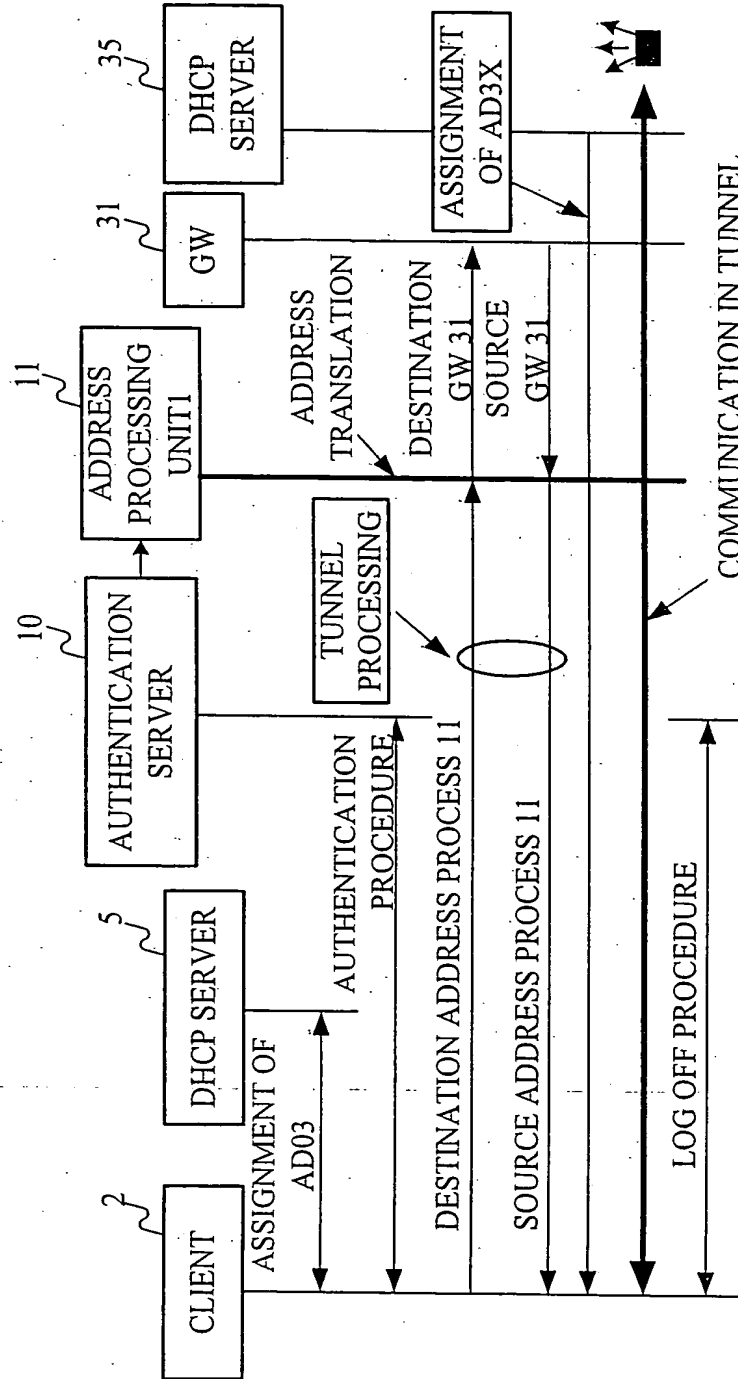 2
CLIENT
5
DHCP SERVER
10
AUTHENTICATION
SERVER
11
ADDRESS
PROCESSING
UNIT1
31
GW
35
DHCP
SERVER
ASSIGNMENT OF
AD03
AUTHENTICATION
PROCEDURE
TUNNEL
PROCESSING
ADDRESS
TRANSLATION
DESTINATION ADDRESS PROCESS 11
DESTINATION
GW 31
SOURCE ADDRESS PROCESS 11
SOURCE
GW 31
ASSIGNMENT
OF AD3X
LOG OFF PROCEDURE
COMMUNICATION IN TUNNEL